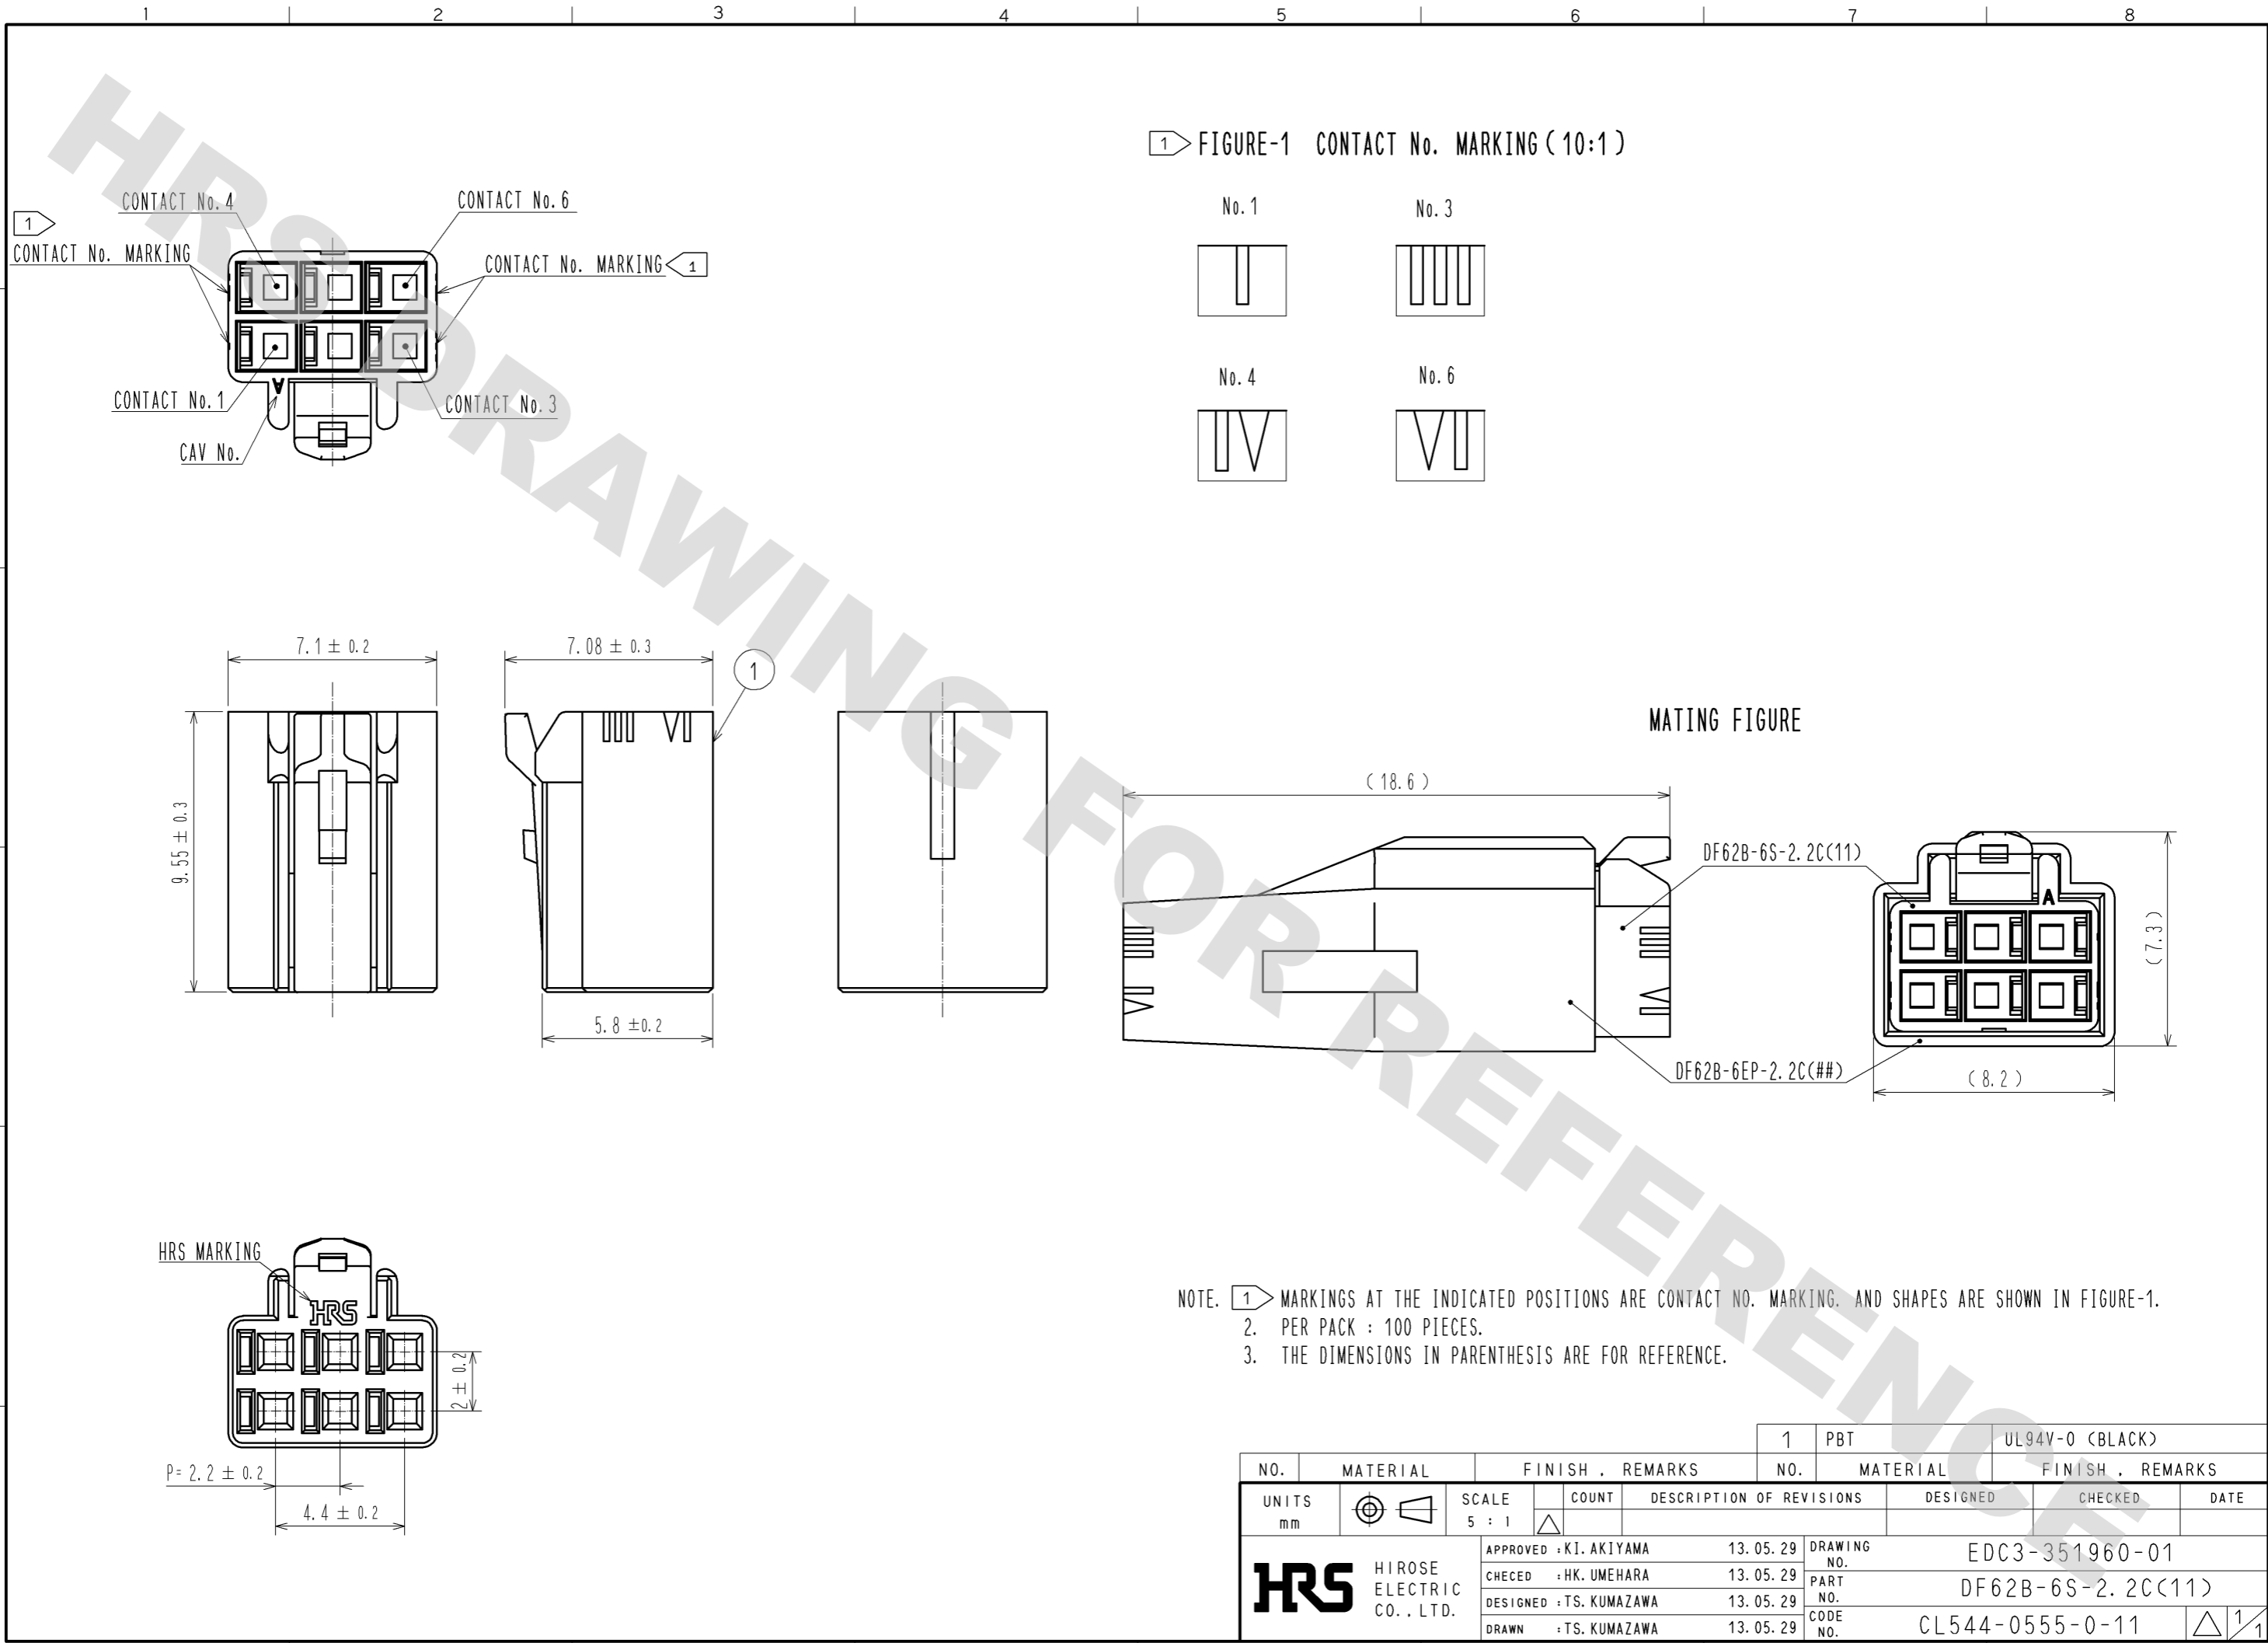 1 2 3 4 5 6 7 8
HRS DRAWING FOR REFERENCE
1 FIGURE-1 CONTACT No. MARKING (10:1)
No. 1
No. 3
No. 4
No. 6
1
CONTACT No. MARKING
CONTACT No. 4
CONTACT No. 6
CONTACT No. MARKING 1
CONTACT No. 1
CONTACT No. 3
A
CAV No.
7.1 ± 0.2
7.08 ± 0.3
1
9.55 ± 0.3
5.8 ±0.2
MATING FIGURE
(18.6)
DF62B-6S-2.2C(11)
A
(7.3)
DF62B-6EP-2.2C(##)
(8.2)
HRS MARKING
HRS
2 ± 0.2
P= 2.2 ± 0.2
4.4 ± 0.2
NOTE. 1 MARKINGS AT THE INDICATED POSITIONS ARE CONTACT NO. MARKING. AND SHAPES ARE SHOWN IN FIGURE-1.
2. PER PACK : 100 PIECES.
3. THE DIMENSIONS IN PARENTHESIS ARE FOR REFERENCE.
1 PBT UL94V-0 (BLACK)
NO. MATERIAL FINISH , REMARKS NO. MATERIAL FINISH , REMARKS
UNITS mm SCALE 5 : 1 COUNT DESCRIPTION OF REVISIONS DESIGNED CHECKED DATE
HRS HIROSE ELECTRIC CO., LTD.
APPROVED : KI. AKIYAMA 13.05.29
CHECED : HK. UMEHARA 13.05.29
DESIGNED : TS. KUMAZAWA 13.05.29
DRAWN : TS. KUMAZAWA 13.05.29
DRAWING NO. EDC3-351960-01
PART NO. DF62B-6S-2.2C(11)
CODE NO. CL544-0555-0-11 1/1